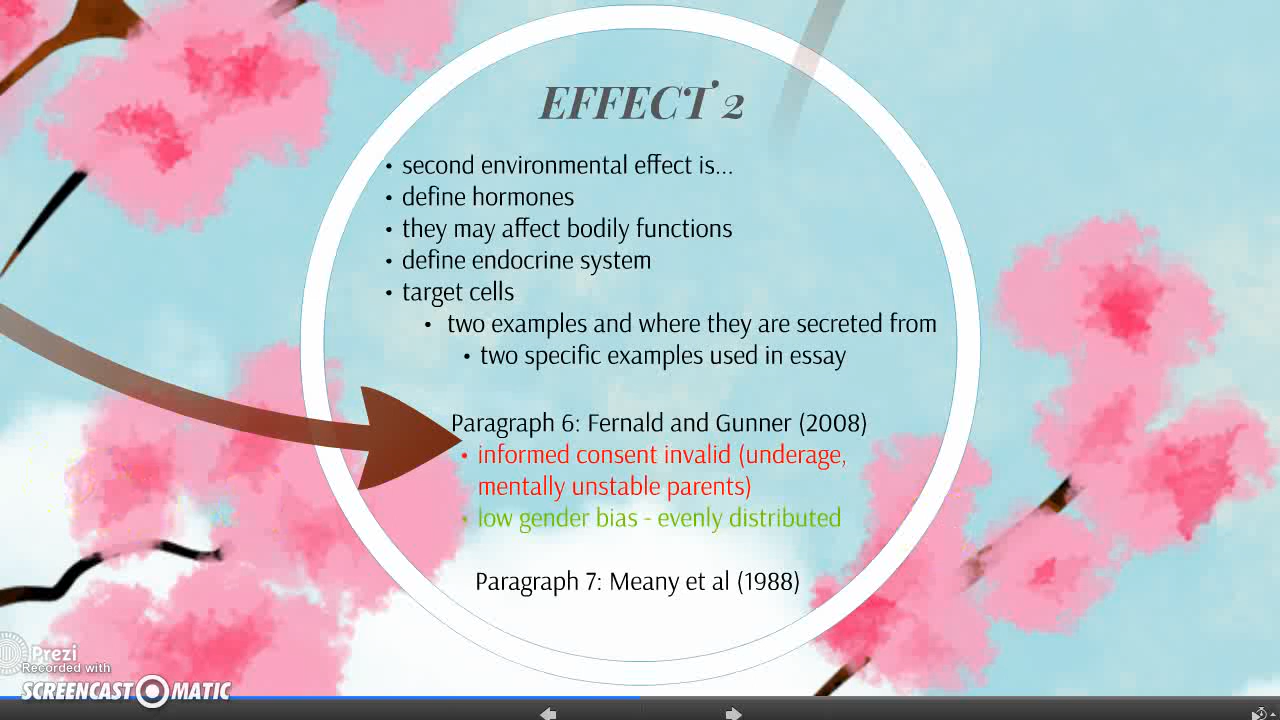 EFFECT 2
• second environmental effect is...
• define hormones
• they may affect bodily functions
• define endocrine system
• target cells
• two examples and where they are secreted from
• two specific examples used in essay
Paragraph 6: Fernald and Gunner (2008)
• informed consent invalid (underage,
mentally unstable parents)
• low gender bias - evenly distributed
Paragraph 7: Meany et al (1988)
Prezi
Recorded with
SCREENCAST MATIC